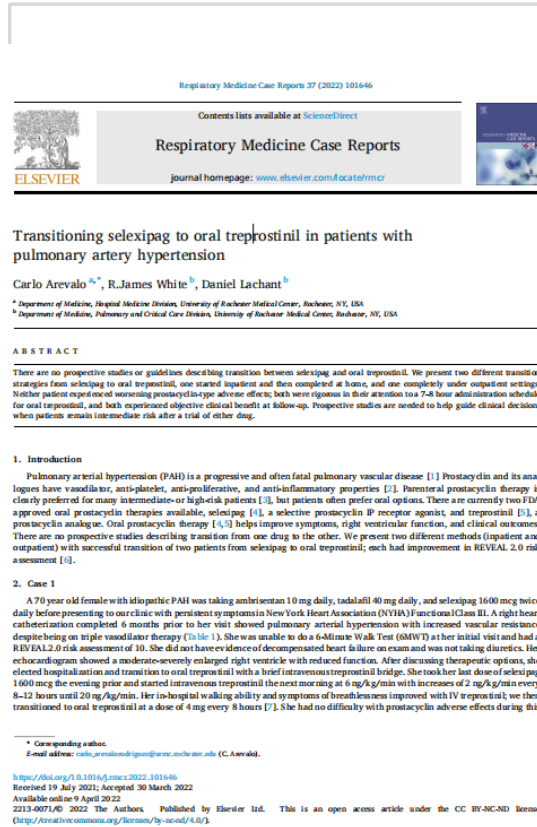 Respiratory Medicine Case Reports 37 (2022) 101646
Contents lists available at ScienceDirect
Respiratory Medicine Case Reports
journal homepage: www.elsevier.com/locate/rmcr
ELSEVIER
respiratory MEDICINE
CASE REPORTS
Transitioning selexipag to oral treprostinil in patients with
pulmonary artery hypertension
Carlo Arevalo a,*, R.James White b, Daniel Lachant b
a Department of Medicine, Hospital Medicine Division, University of Rochester Medical Center, Rochester, NY, USA
b Department of Medicine, Pulmonary and Critical Care Division, University of Rochester Medical Center, Rochester, NY, USA
ABSTRACT
There are no prospective studies or guidelines describing transition between selexipag and oral treprostinil. We present two different transition
strategies from selexipag to oral treprostinil, one started inpatient and then completed at home, and one completely under outpatient settings
Neither patient experienced worsening prostacyclin-type adverse effects; both were rigorous in their attention to a 7–8 hour administration schedule
for oral treprostinil, and both experienced objective clinical benefit at follow-up. Prospective studies are needed to help guide clinical decision
when patients remain intermediate risk after a trial of either drug.
1. Introduction
Pulmonary arterial hypertension (PAH) is a progressive and often fatal pulmonary vascular disease [1] Prostacyclin and its ana
logues have vasodilator, anti-platelet, anti-proliferative, and anti-inflammatory properties [2]. Parenteral prostacyclin therapy i
clearly preferred for many intermediate- or high-risk patients [3], but patients often prefer oral options. There are currently two FDA
approved oral prostacyclin therapies available, selexipag [4], a selective prostacyclin IP receptor agonist, and treprostinil [5], a
prostacyclin analogue. Oral prostacyclin therapy [4,5] helps improve symptoms, right ventricular function, and clinical outcomes
There are no prospective studies describing transition from one drug to the other. We present two different methods (inpatient and
outpatient) with successful transition of two patients from selexipag to oral treprostinil; each had improvement in REVEAL 2.0 risk
assessment [6].
2. Case 1
A 70 year old female with idiopathic PAH was taking ambrisentan 10 mg daily, tadalafil 40 mg daily, and selexipag 1600 mcg twice
daily before presenting to our clinic with persistent symptoms in New York Heart Association (NYHA) Functional Class III. A right heart
catheterization completed 6 months prior to her visit showed pulmonary arterial hypertension with increased vascular resistance
despite being on triple vasodilator therapy (Table 1). She was unable to do a 6-Minute Walk Test (6MWT) at her initial visit and had a
REVEAL 2.0 risk assessment of 10. She did not have evidence of decompensated heart failure on exam and was not taking diuretics. Her
echocardiogram showed a moderate-severely enlarged right ventricle with reduced function. After discussing therapeutic options, she
elected hospitalization and transition to oral treprostinil with a brief intravenous treprostinil bridge. She took her last dose of selexipag
1600 mcg the evening prior and started intravenous treprostinil the next morning at 6 ng/kg/min with increases of 2 ng/kg/min every
8–12 hours until 20 ng/kg/min. Her in-hospital walking ability and symptoms of breathlessness improved with IV treprostinil; we then
transitioned to oral treprostinil at a dose of 4 mg every 8 hours [7]. She had no difficulty with prostacyclin adverse effects during this
* Corresponding author.
E-mail address: carlo_arevalorodriguez@urmc.rochester.edu (C. Arevalo).
https://doi.org/10.1016/j.rmcr.2022.101646
Received 19 July 2021; Accepted 30 March 2022
Available online 9 April 2022
2213-0071/© 2022 The Authors. Published by Elsevier Ltd. This is an open access article under the CC BY-NC-ND license
(http://creativecommons.org/licenses/by-nc-nd/4.0/).